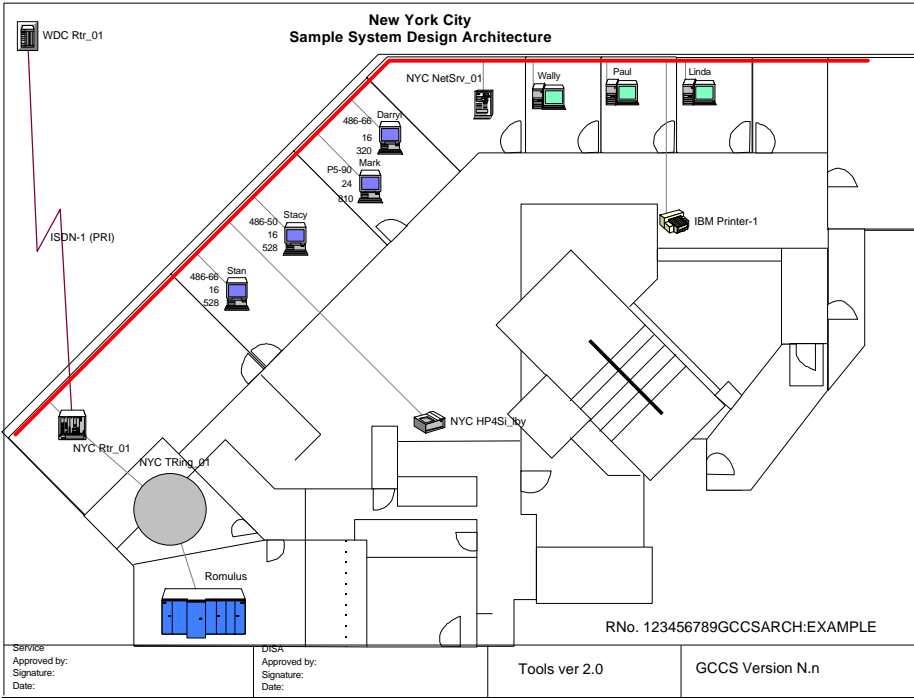 New York City
Sample System Design Architecture
WDC Rtr_01
NYC NetSrv_01
Wally
Paul
Linda
Darryl
486-66
16
320
Mark
P5-90
24
810
Stacy
486-50
16
528
Stan
486-66
16
528
ISDN-1 (PRI)
IBM Printer-1
NYC HP4Si_lby
NYC Rtr_01
NYC TRing_01
Romulus
RNo. 123456789GCCSARCH:EXAMPLE
Service
Approved by:
Signature:
Date:
DISA
Approved by:
Signature:
Date:
Tools ver 2.0
GCCS Version N.n